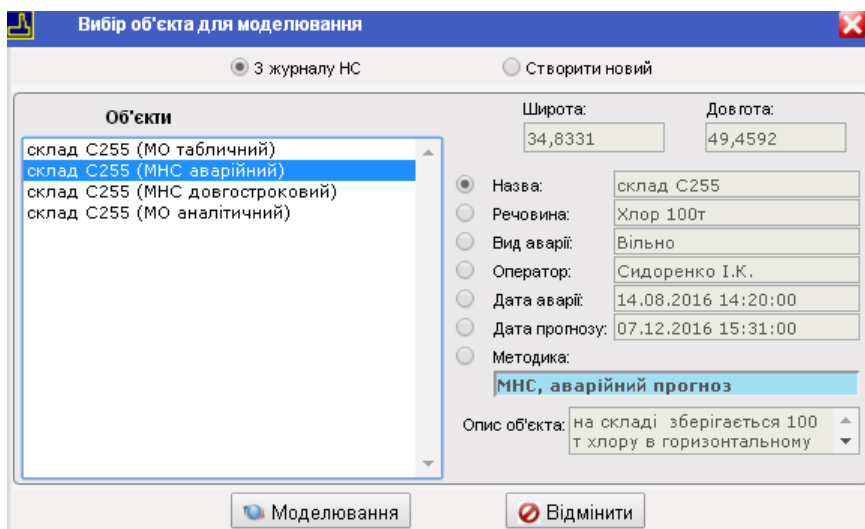 Вибір об'єкта для моделювання
З журналу НС
Створити новий
Об'єкти
склад С255 (МО табличний)
склад С255 (МНС аварійний)
склад С255 (МНС довгостроковий)
склад С255 (МО аналітичний)
Широта: Довгота:
34,8331 49,4592
Назва: склад С255
Речовина: Хлор 100т
Вид аварії: Вільно
Оператор: Сидоренко І.К.
Дата аварії: 14.08.2016 14:20:00
Дата прогнозу: 07.12.2016 15:31:00
Методика:
МНС, аварійний прогноз
Опис об'єкта: на складі зберігається 100
т хлору в горизонтальному
Моделювання Відмінити